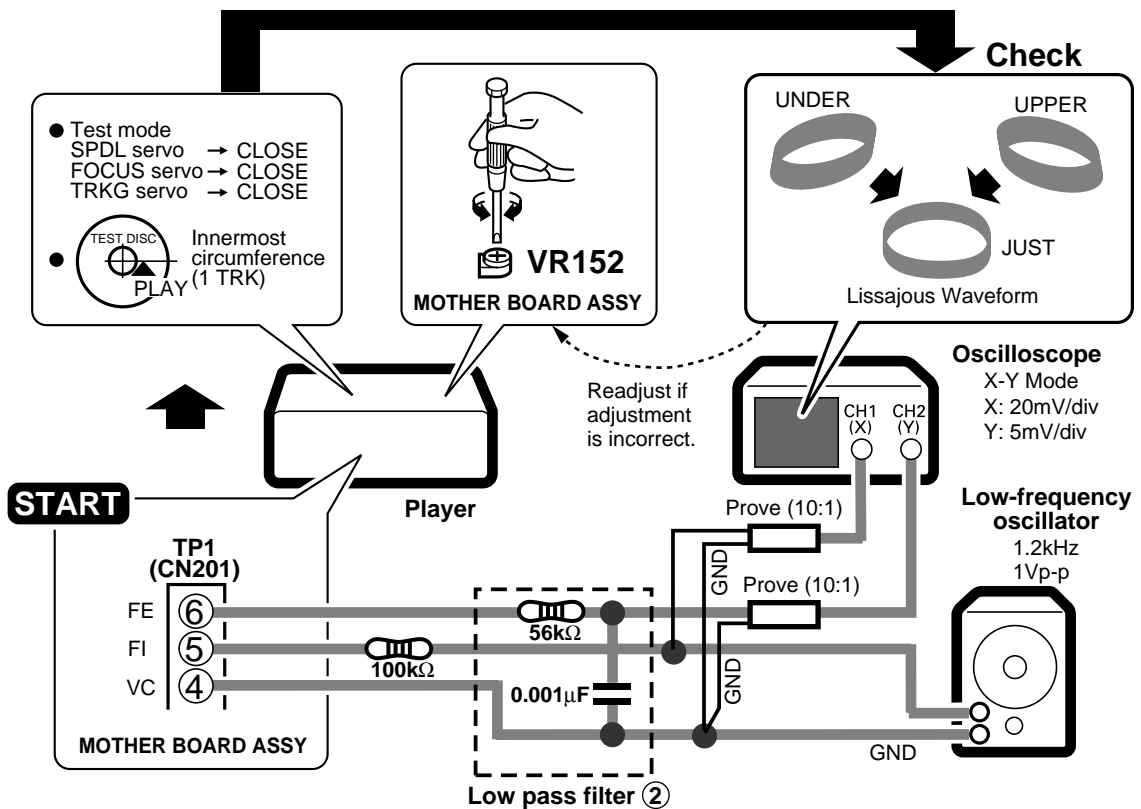 Check
● Test mode
SPDL servo → CLOSE
FOCUS servo → CLOSE
TRKG servo → CLOSE
●
TEST DISC
PLAY
Innermost
circumference
(1 TRK)
VR152
MOTHER BOARD ASSY
UNDER
UPPER
JUST
Lissajous Waveform
Readjust if
adjustment
is incorrect.
CH1
(X)
CH2
(Y)
Oscilloscope
X-Y Mode
X: 20mV/div
Y: 5mV/div
START
Player
TP1
(CN201)
FE ⑥
FI ⑤
VC ④
MOTHER BOARD ASSY
56kΩ
100kΩ
0.001μF
Low pass filter ②
Prove (10:1)
GND
Prove (10:1)
GND
GND
Low-frequency
oscillator
1.2kHz
1Vp-p